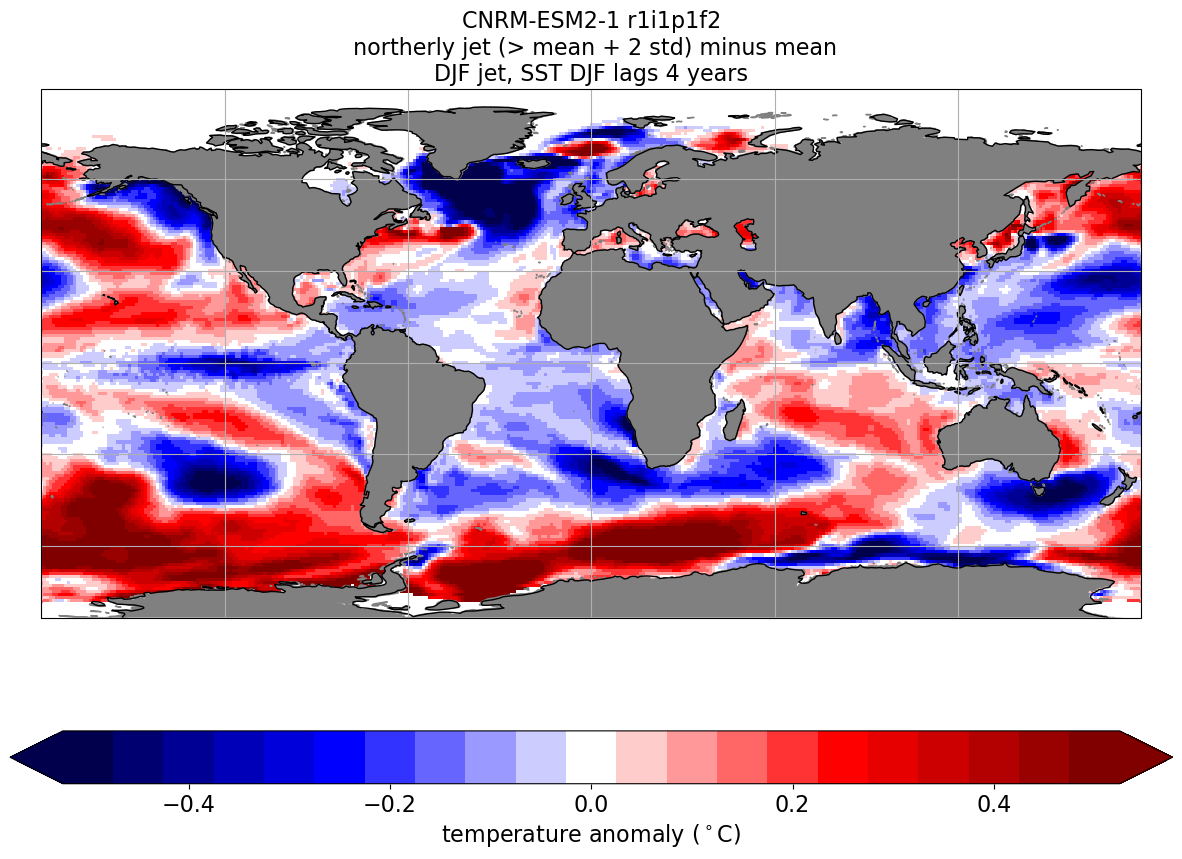 CNRM-ESM2-1 r1i1p1f2
northerly jet (> mean + 2 std) minus mean
DJF jet, SST DJF lags 4 years
−0.4 −0.2 0.0 0.2 0.4
temperature anomaly (°C)